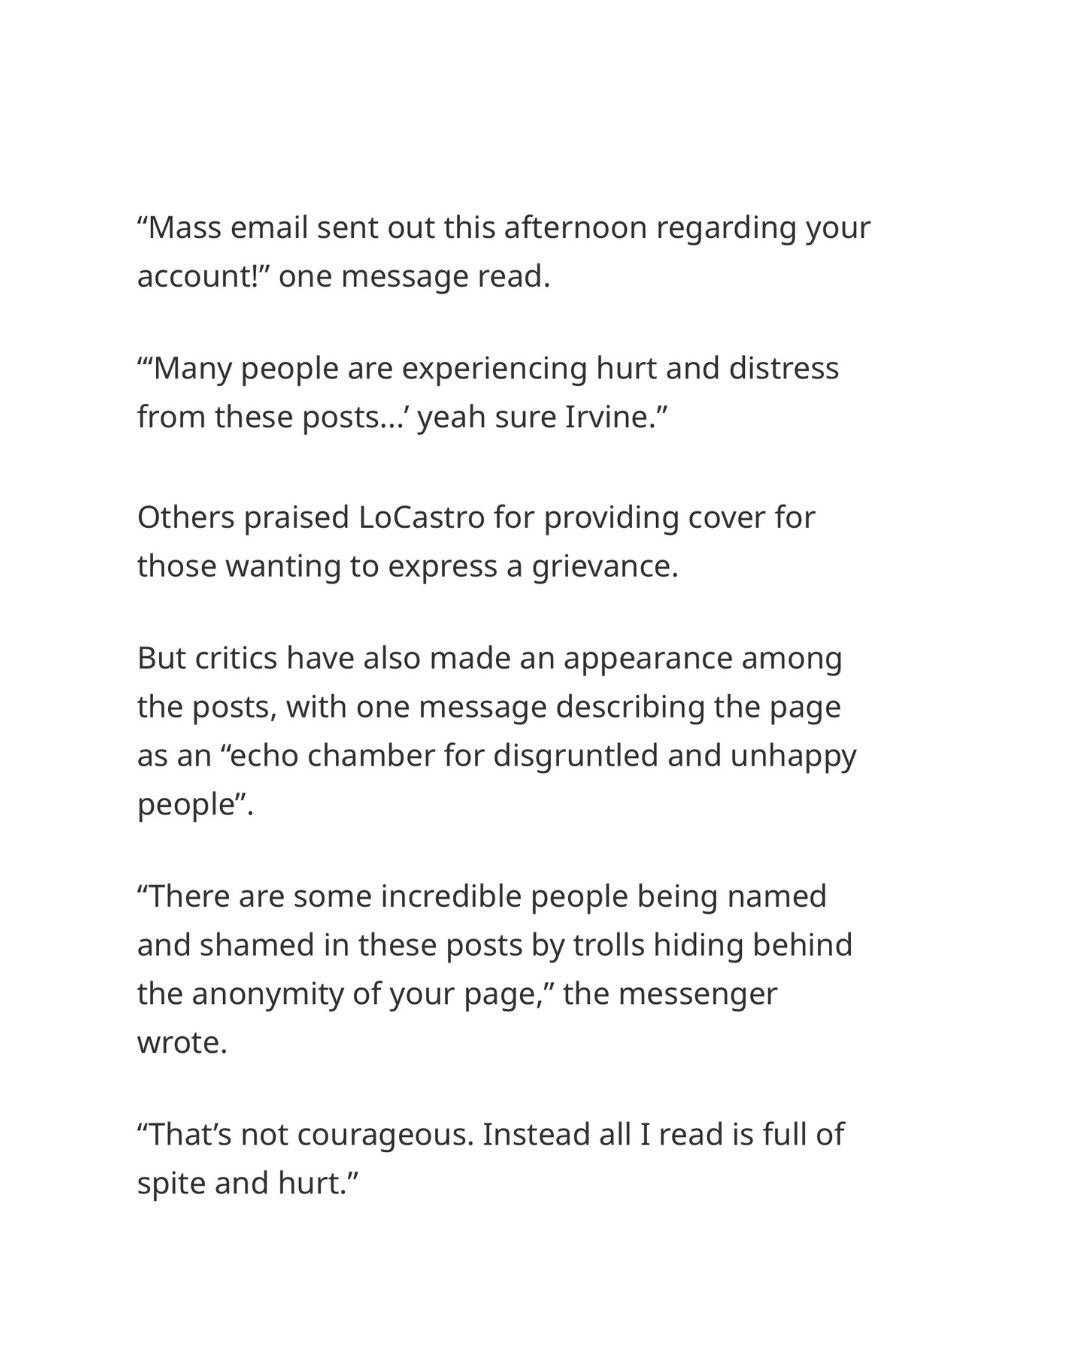 “Mass email sent out this afternoon regarding your
account!” one message read.
“‘Many people are experiencing hurt and distress
from these posts...’ yeah sure Irvine.”
Others praised LoCastro for providing cover for
those wanting to express a grievance.
But critics have also made an appearance among
the posts, with one message describing the page
as an “echo chamber for disgruntled and unhappy
people”.
“There are some incredible people being named
and shamed in these posts by trolls hiding behind
the anonymity of your page,” the messenger
wrote.
“That’s not courageous. Instead all I read is full of
spite and hurt.”